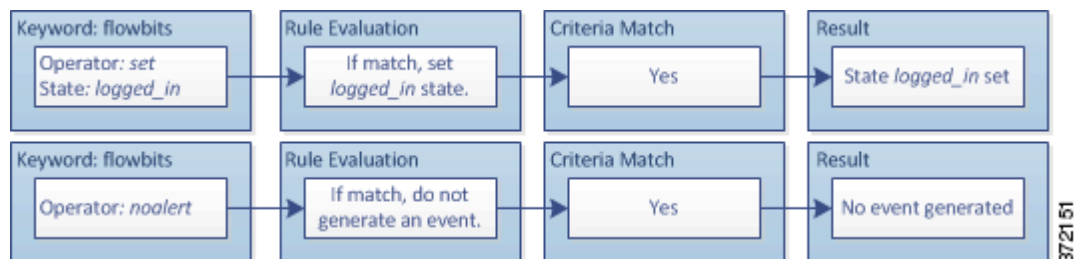 Keyword: flowbits
Operator: set
State: logged_in
Rule Evaluation
If match, set
logged_in state.
Criteria Match
Yes
Result
State logged_in set
Keyword: flowbits
Operator: noalert
Rule Evaluation
If match, do not
generate an event.
Criteria Match
Yes
Result
No event generated
372151